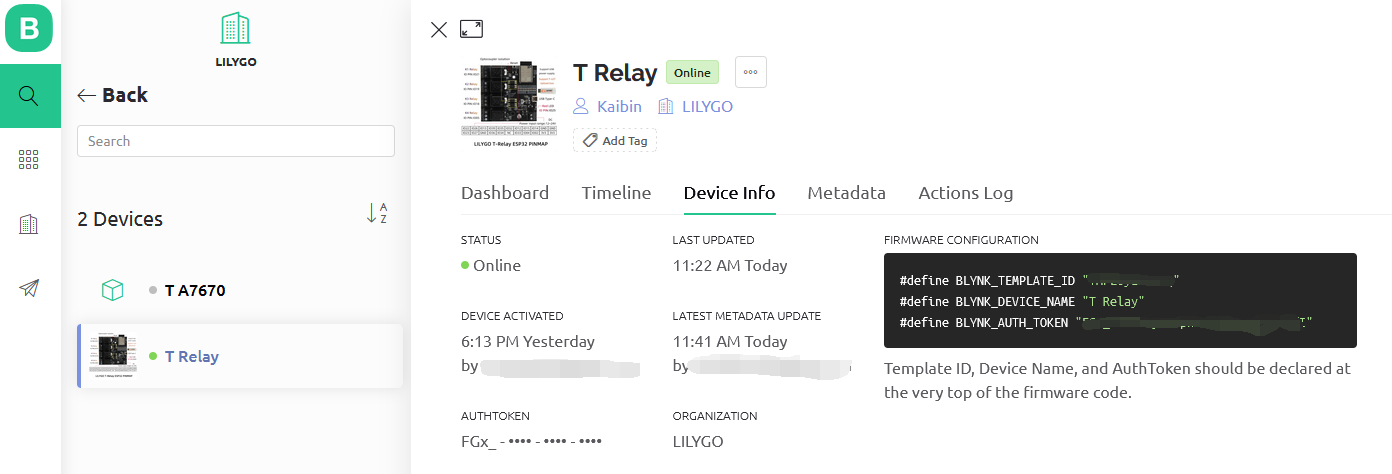 B
LILYGO
Back
Search
2 Devices
A
Z
T A7670
T Relay
LILYGO T-Relay ESP32 PINMAP
T Relay
Online
Kaibin
LILYGO
Add Tag
Dashboard
Timeline
Device Info
Metadata
Actions Log
STATUS
Online
LAST UPDATED
11:22 AM Today
DEVICE ACTIVATED
6:13 PM Yesterday
by
LATEST METADATA UPDATE
11:41 AM Today
by
AUTHTOKEN
FGx_ - •••• - •••• - ••••
ORGANIZATION
LILYGO
FIRMWARE CONFIGURATION
#define BLYNK_TEMPLATE_ID "
#define BLYNK_DEVICE_NAME "T Relay"
#define BLYNK_AUTH_TOKEN "
Template ID, Device Name, and AuthToken should be declared at
the very top of the firmware code.